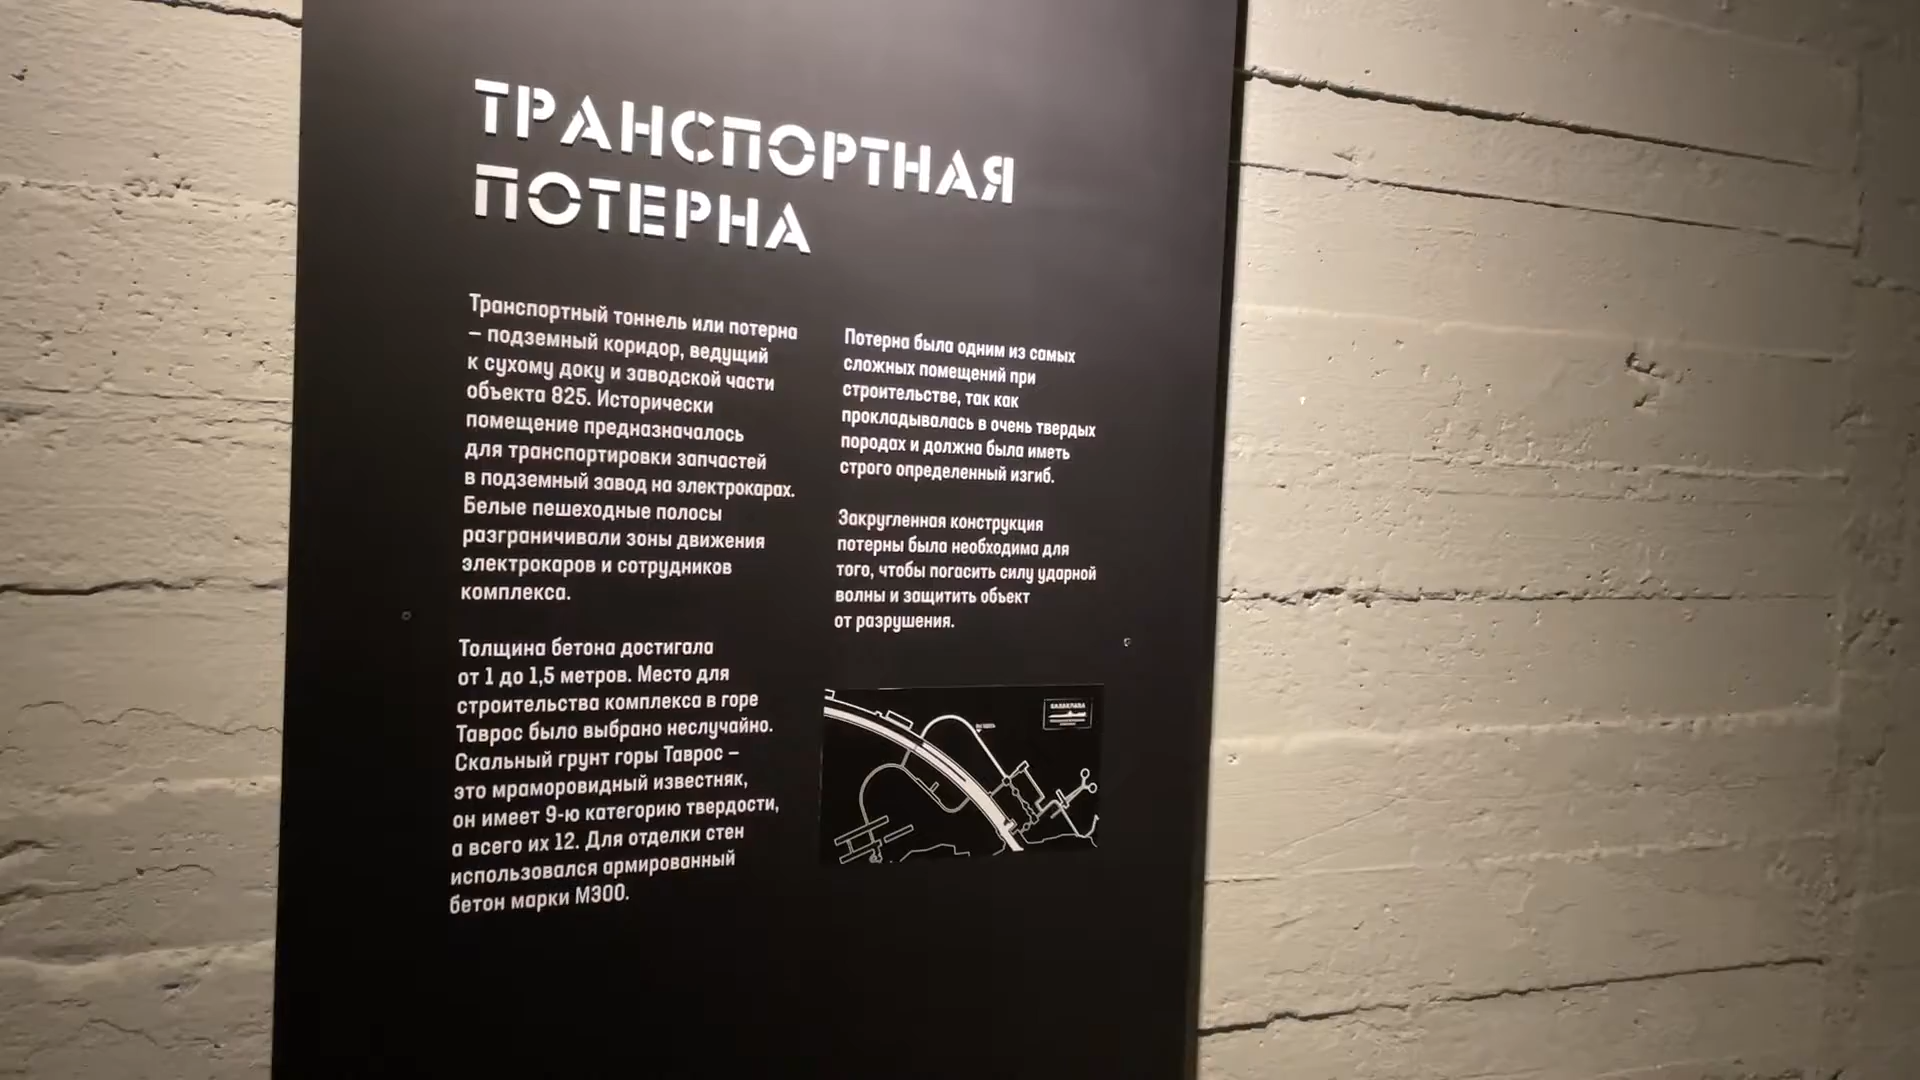 ТРАНСПОРТНАЯ
ПОТЕРНА
Транспортный тоннель или потерна
– подземный коридор, ведущий
к сухому доку и заводской части
объекта 825. Исторически
помещение предназначалось
для транспортировки запчастей
в подземный завод на электрокарах.
Белые пешеходные полосы
разграничивали зоны движения
электрокаров и сотрудников
комплекса.
Толщина бетона достигала
от 1 до 1,5 метров. Место для
строительства комплекса в горе
Таврос было выбрано неслучайно.
Скальный грунт горы Таврос –
это мраморовидный известняк,
он имеет 9-ю категорию твердости,
а всего их 12. Для отделки стен
использовался армированный
бетон марки М300.
Потерна была одним из самых
сложных помещений при
строительстве, так как
прокладывалась в очень твердых
породах и должна была иметь
строго определенный изгиб.
Закругленная конструкция
потерны была необходима для
того, чтобы погасить силу ударной
волны и защитить объект
от разрушения.
БАЛАКЛАВА